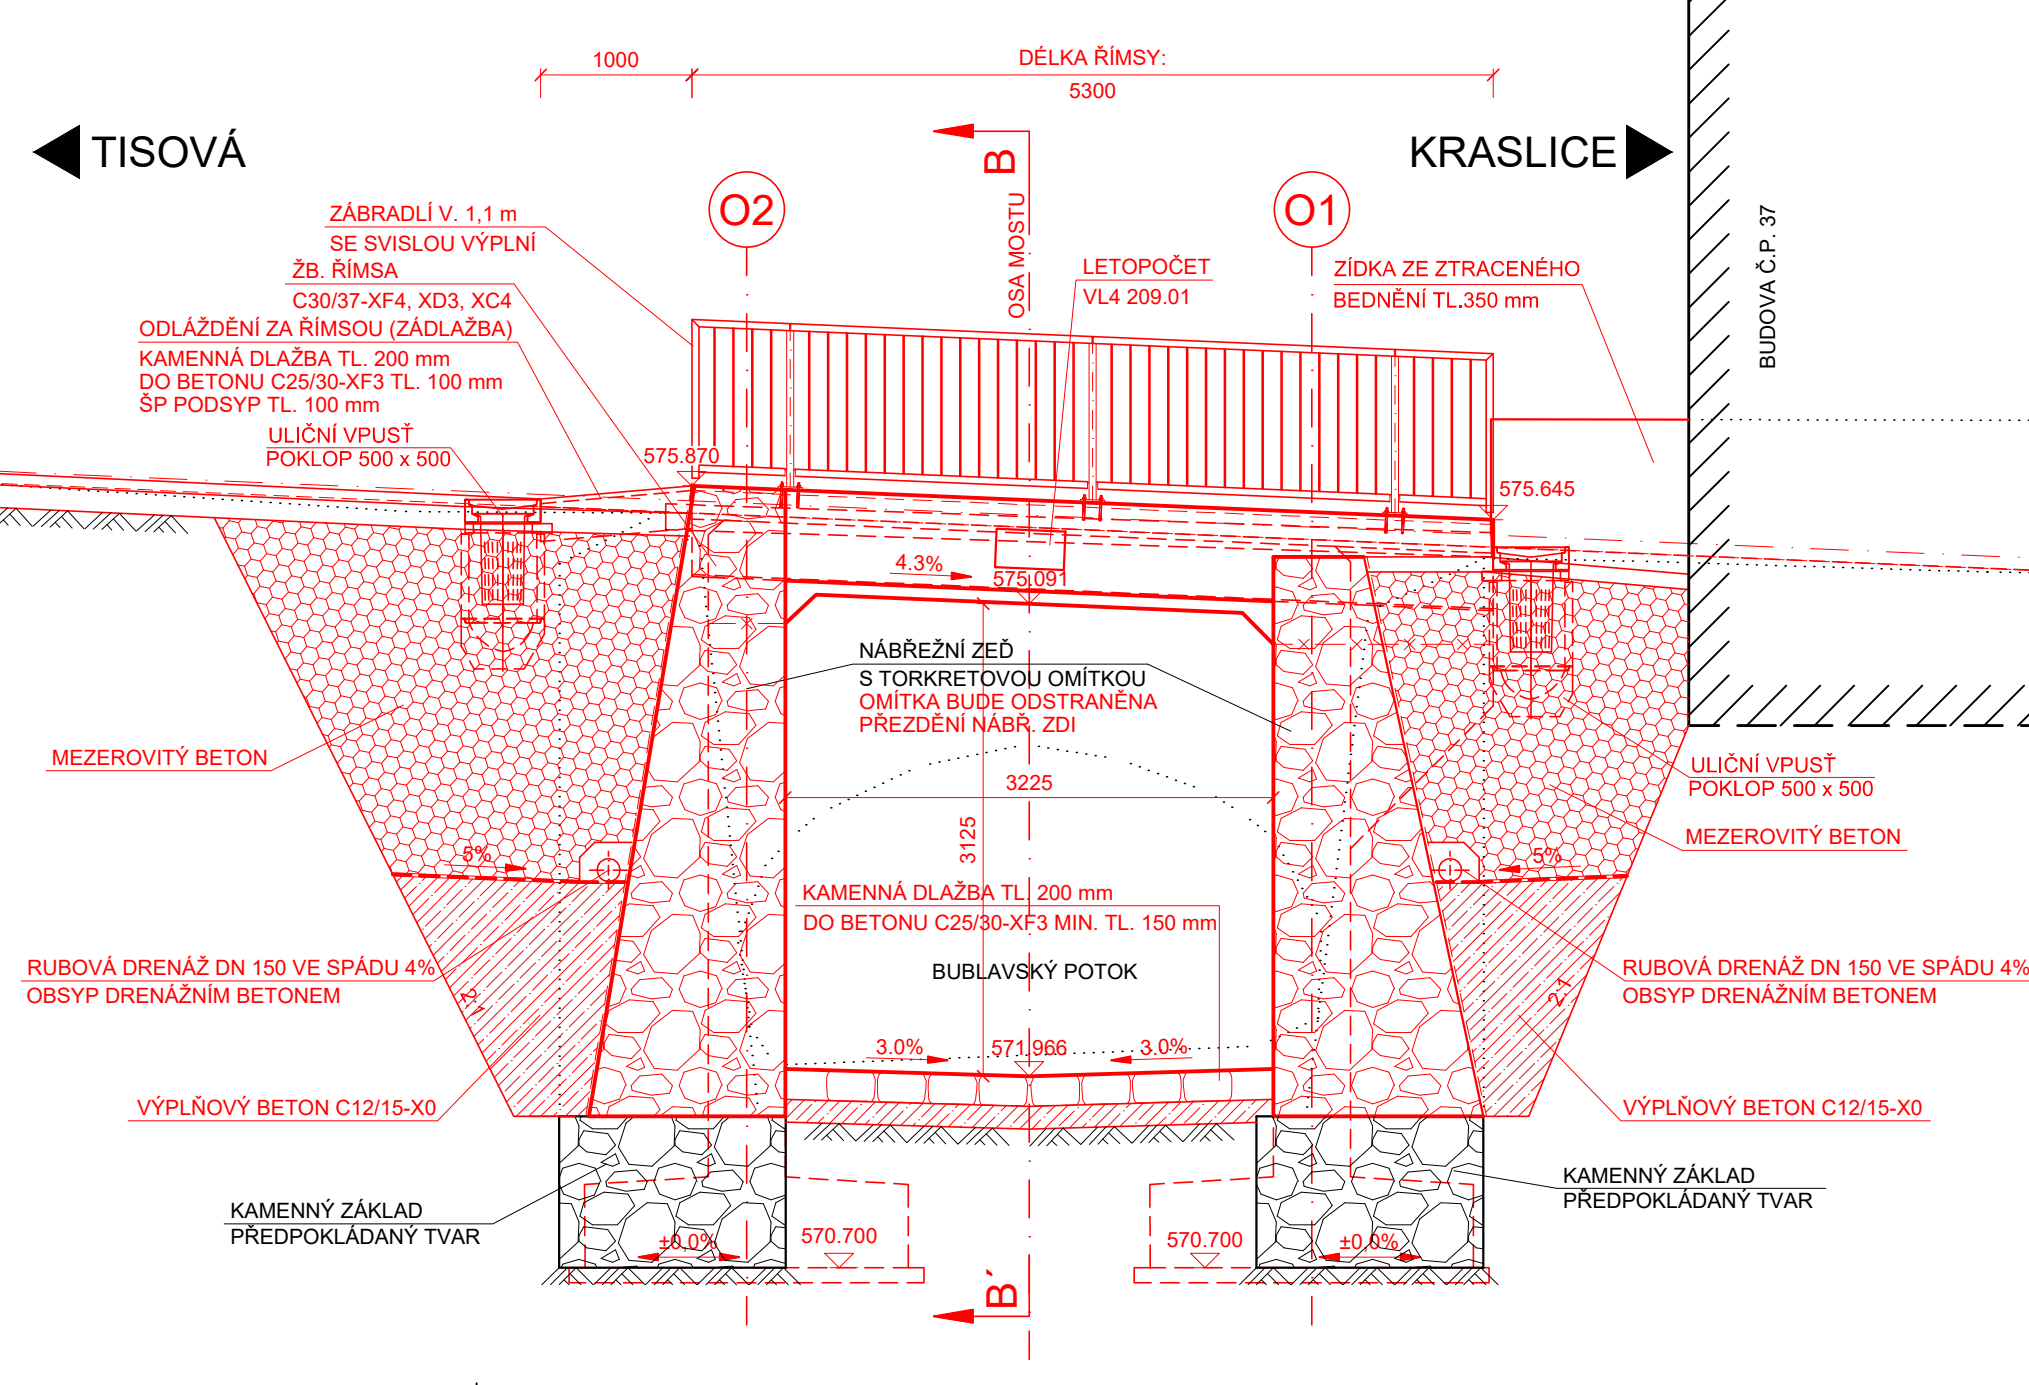 1000
DÉLKA ŘÍMSY:
5300
TISOVÁ
KRASLICE
B
O2
O1
OSA MOSTU
BUDOVA Č.P. 37
ZÁBRADLÍ V. 1,1 m
SE SVISLOU VÝPLNÍ
ŽB. ŘÍMSA
C30/37-XF4, XD3, XC4
LETOPOČET
VL4 209.01
ZÍDKA ZE ZTRACENÉHO
BEDNĚNÍ TL.350 mm
ODLÁŽDĚNÍ ZA ŘÍMSOU (ZÁDLAŽBA)
KAMENNÁ DLAŽBA TL. 200 mm
DO BETONU C25/30-XF3 TL. 100 mm
ŠP PODSYP TL. 100 mm
ULIČNÍ VPUSŤ
POKLOP 500 x 500
575.870
575.645
4.3%
575.091
NÁBŘEŽNÍ ZEĎ
S TORKRETOVOU OMÍTKOU
OMÍTKA BUDE ODSTRANĚNA
PŘEZDĚNÍ NÁBŘ. ZDI
MEZEROVITÝ BETON
3225
3125
ULIČNÍ VPUSŤ
POKLOP 500 x 500
MEZEROVITÝ BETON
5%
5%
KAMENNÁ DLAŽBA TL. 200 mm
DO BETONU C25/30-XF3 MIN. TL. 150 mm
BUBLAVSKÝ POTOK
RUBOVÁ DRENÁŽ DN 150 VE SPÁDU 4%
OBSYP DRENÁŽNÍM BETONEM
2:1
RUBOVÁ DRENÁŽ DN 150 VE SPÁDU 4%
OBSYP DRENÁŽNÍM BETONEM
2:1
3.0%
571.966
3.0%
VÝPLŇOVÝ BETON C12/15-X0
VÝPLŇOVÝ BETON C12/15-X0
KAMENNÝ ZÁKLAD
PŘEDPOKLÁDANÝ TVAR
KAMENNÝ ZÁKLAD
PŘEDPOKLÁDANÝ TVAR
±0,0%
570.700
570.700
±0,0%
B´